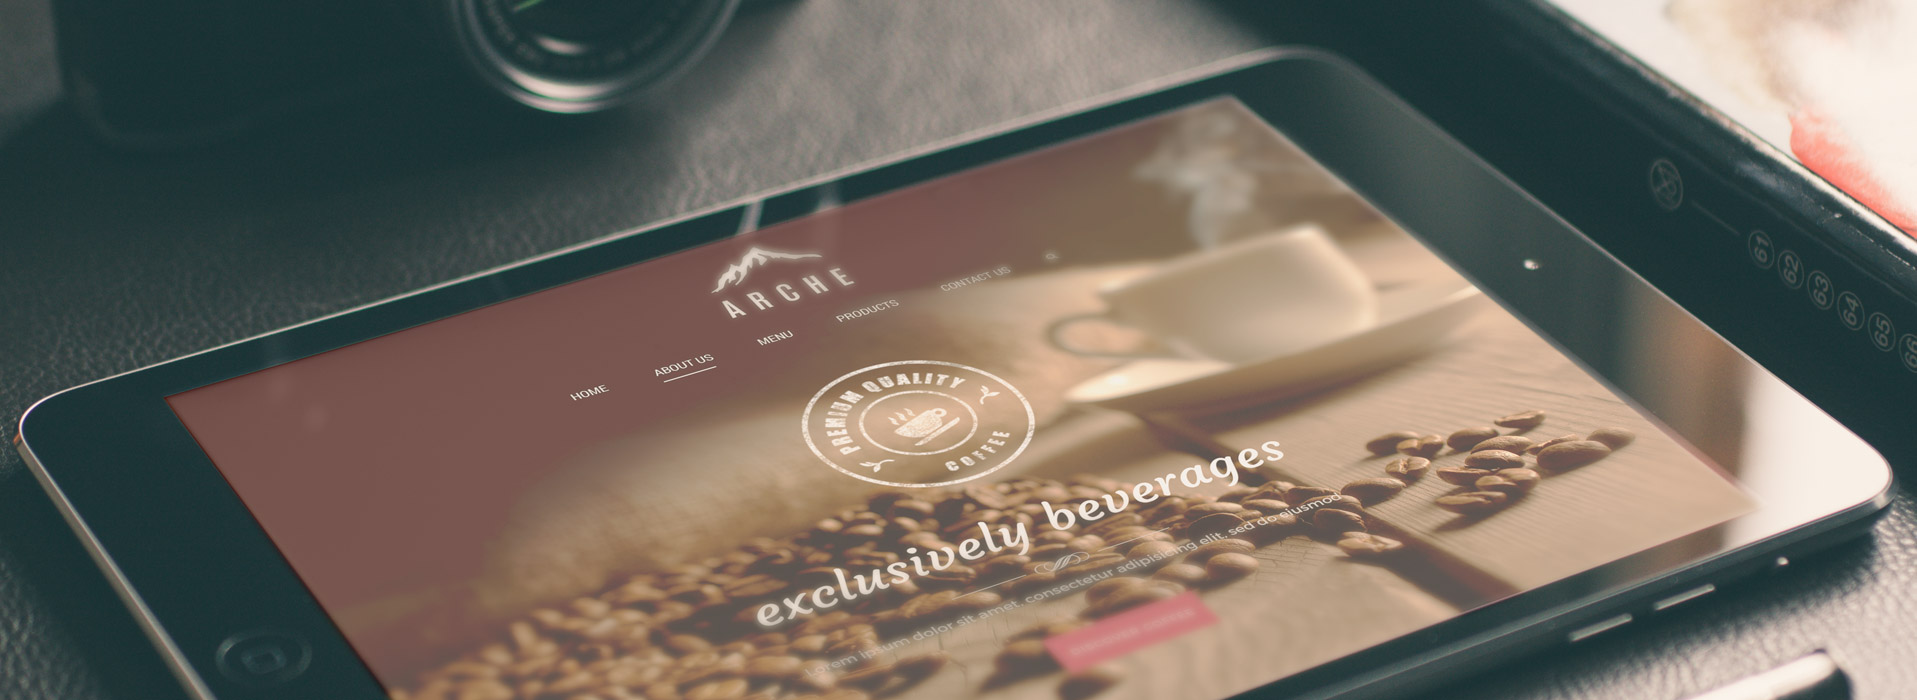 ARCHE
HOME ABOUT US MENU PRODUCTS CONTACT US
PREMIUM QUALITY
COFFEE
exclusively beverages
Lorem ipsum dolor sit amet, consectetur adipisicing elit, sed do eiusmod
61 62 63 64 65 66